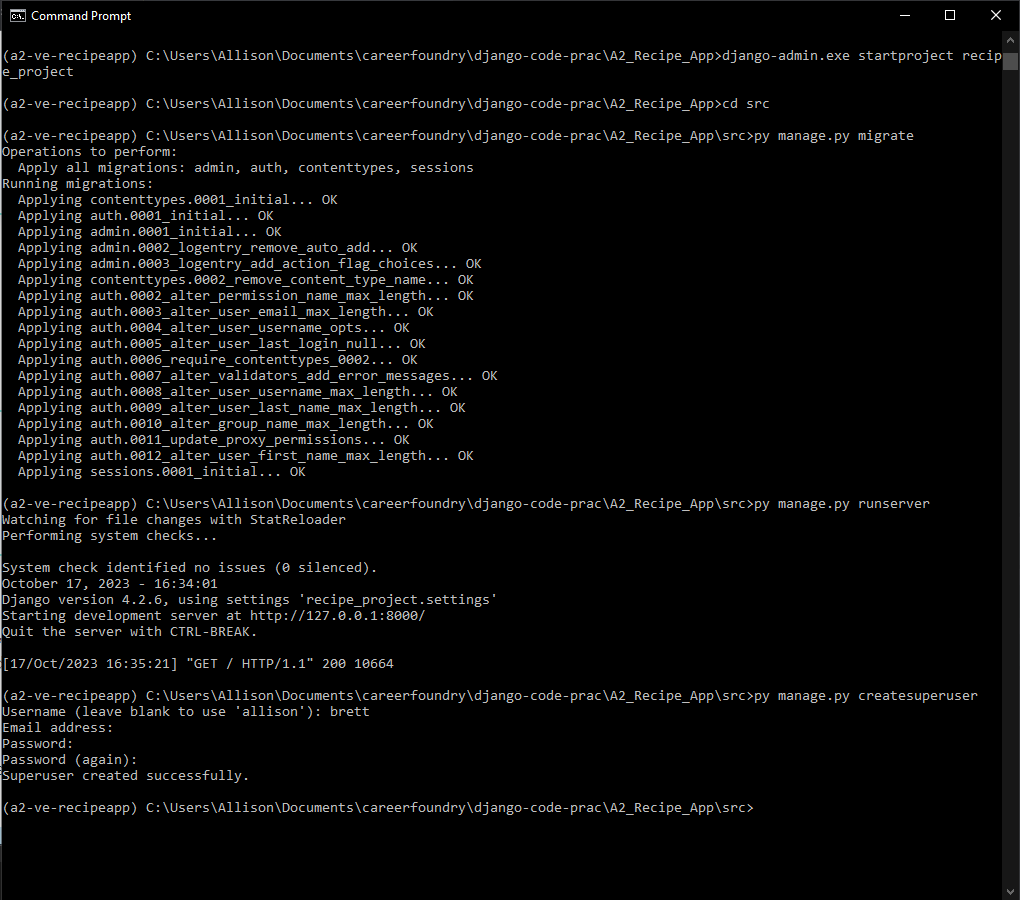 Command Prompt
(a2-ve-recipeapp) C:\Users\Allison\Documents\careerfoundry\django-code-prac\A2_Recipe_App>django-admin.exe startproject recip
e_project
(a2-ve-recipeapp) C:\Users\Allison\Documents\careerfoundry\django-code-prac\A2_Recipe_App>cd src
(a2-ve-recipeapp) C:\Users\Allison\Documents\careerfoundry\django-code-prac\A2_Recipe_App\src>py manage.py migrate
Operations to perform:
  Apply all migrations: admin, auth, contenttypes, sessions
Running migrations:
  Applying contenttypes.0001_initial... OK
  Applying auth.0001_initial... OK
  Applying admin.0001_initial... OK
  Applying admin.0002_logentry_remove_auto_add... OK
  Applying admin.0003_logentry_add_action_flag_choices... OK
  Applying contenttypes.0002_remove_content_type_name... OK
  Applying auth.0002_alter_permission_name_max_length... OK
  Applying auth.0003_alter_user_email_max_length... OK
  Applying auth.0004_alter_user_username_opts... OK
  Applying auth.0005_alter_user_last_login_null... OK
  Applying auth.0006_require_contenttypes_0002... OK
  Applying auth.0007_alter_validators_add_error_messages... OK
  Applying auth.0008_alter_user_username_max_length... OK
  Applying auth.0009_alter_user_last_name_max_length... OK
  Applying auth.0010_alter_group_name_max_length... OK
  Applying auth.0011_update_proxy_permissions... OK
  Applying auth.0012_alter_user_first_name_max_length... OK
  Applying sessions.0001_initial... OK
(a2-ve-recipeapp) C:\Users\Allison\Documents\careerfoundry\django-code-prac\A2_Recipe_App\src>py manage.py runserver
Watching for file changes with StatReloader
Performing system checks...
System check identified no issues (0 silenced).
October 17, 2023 - 16:34:01
Django version 4.2.6, using settings 'recipe_project.settings'
Starting development server at http://127.0.0.1:8000/
Quit the server with CTRL-BREAK.
[17/Oct/2023 16:35:21] "GET / HTTP/1.1" 200 10664
(a2-ve-recipeapp) C:\Users\Allison\Documents\careerfoundry\django-code-prac\A2_Recipe_App\src>py manage.py createsuperuser
Username (leave blank to use 'allison'): brett
Email address:
Password:
Password (again):
Superuser created successfully.
(a2-ve-recipeapp) C:\Users\Allison\Documents\careerfoundry\django-code-prac\A2_Recipe_App\src>